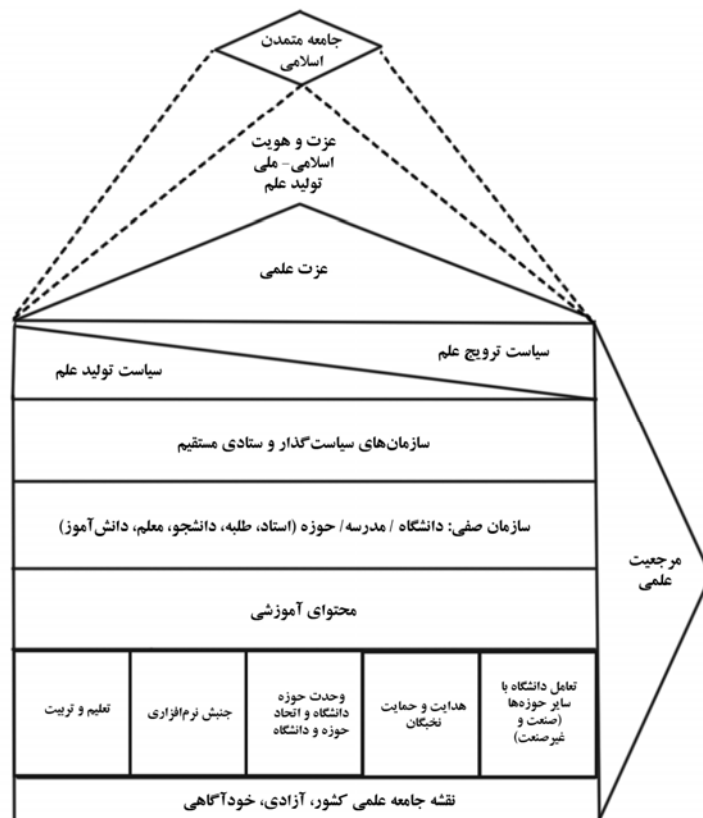 جامعه متمدن
اسلامی
عزت و هویت
اسلامی- ملی
تولید علم
عزت علمی
سیاست ترویج علم
سیاست تولید علم
سازمان‌های سیاست‌گذار و ستادی مستقیم
سازمان صفی: دانشگاه / مدرسه/ حوزه (استاد، طلبه، دانشجو، معلم، دانش‌آموز)
مرجعیت
علمی
محتوای آموزشی
تعامل دانشگاه با
سایر حوزه‌ها
(صنعت و
غیرصنعت)
هدایت و حمایت
نخبگان
وحدت حوزه
دانشگاه و اتحاد
حوزه و دانشگاه
جنبش نرم‌افزاری
تعلیم و تربیت
نقشه جامعه علمی کشور، آزادی، خودآگاهی